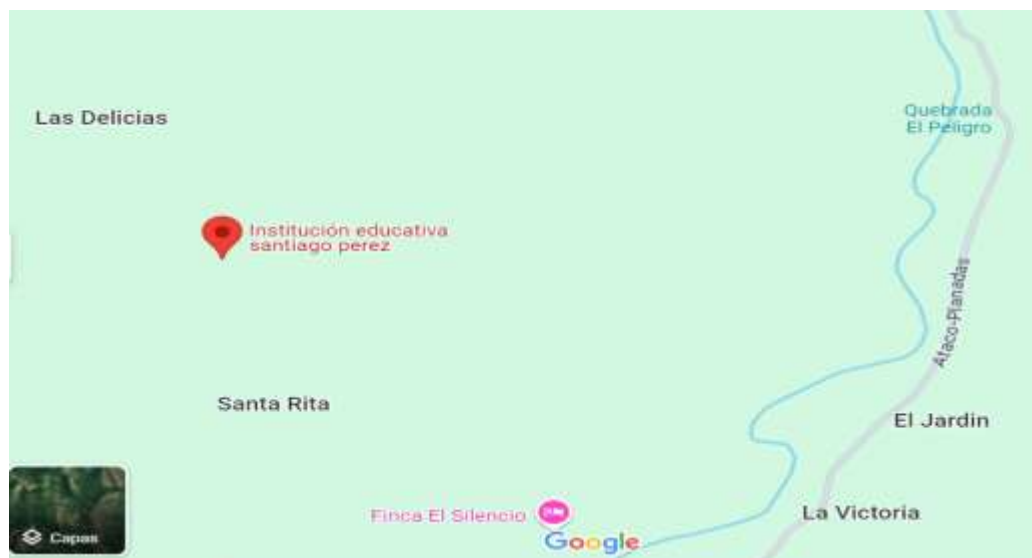 Las Delicias
Quebrada
El Peligro
Institución educativa
santiago perez
Ataco-Planadas
Santa Rita
El Jardin
Finca El Silencio
La Victoria
Capas
Google